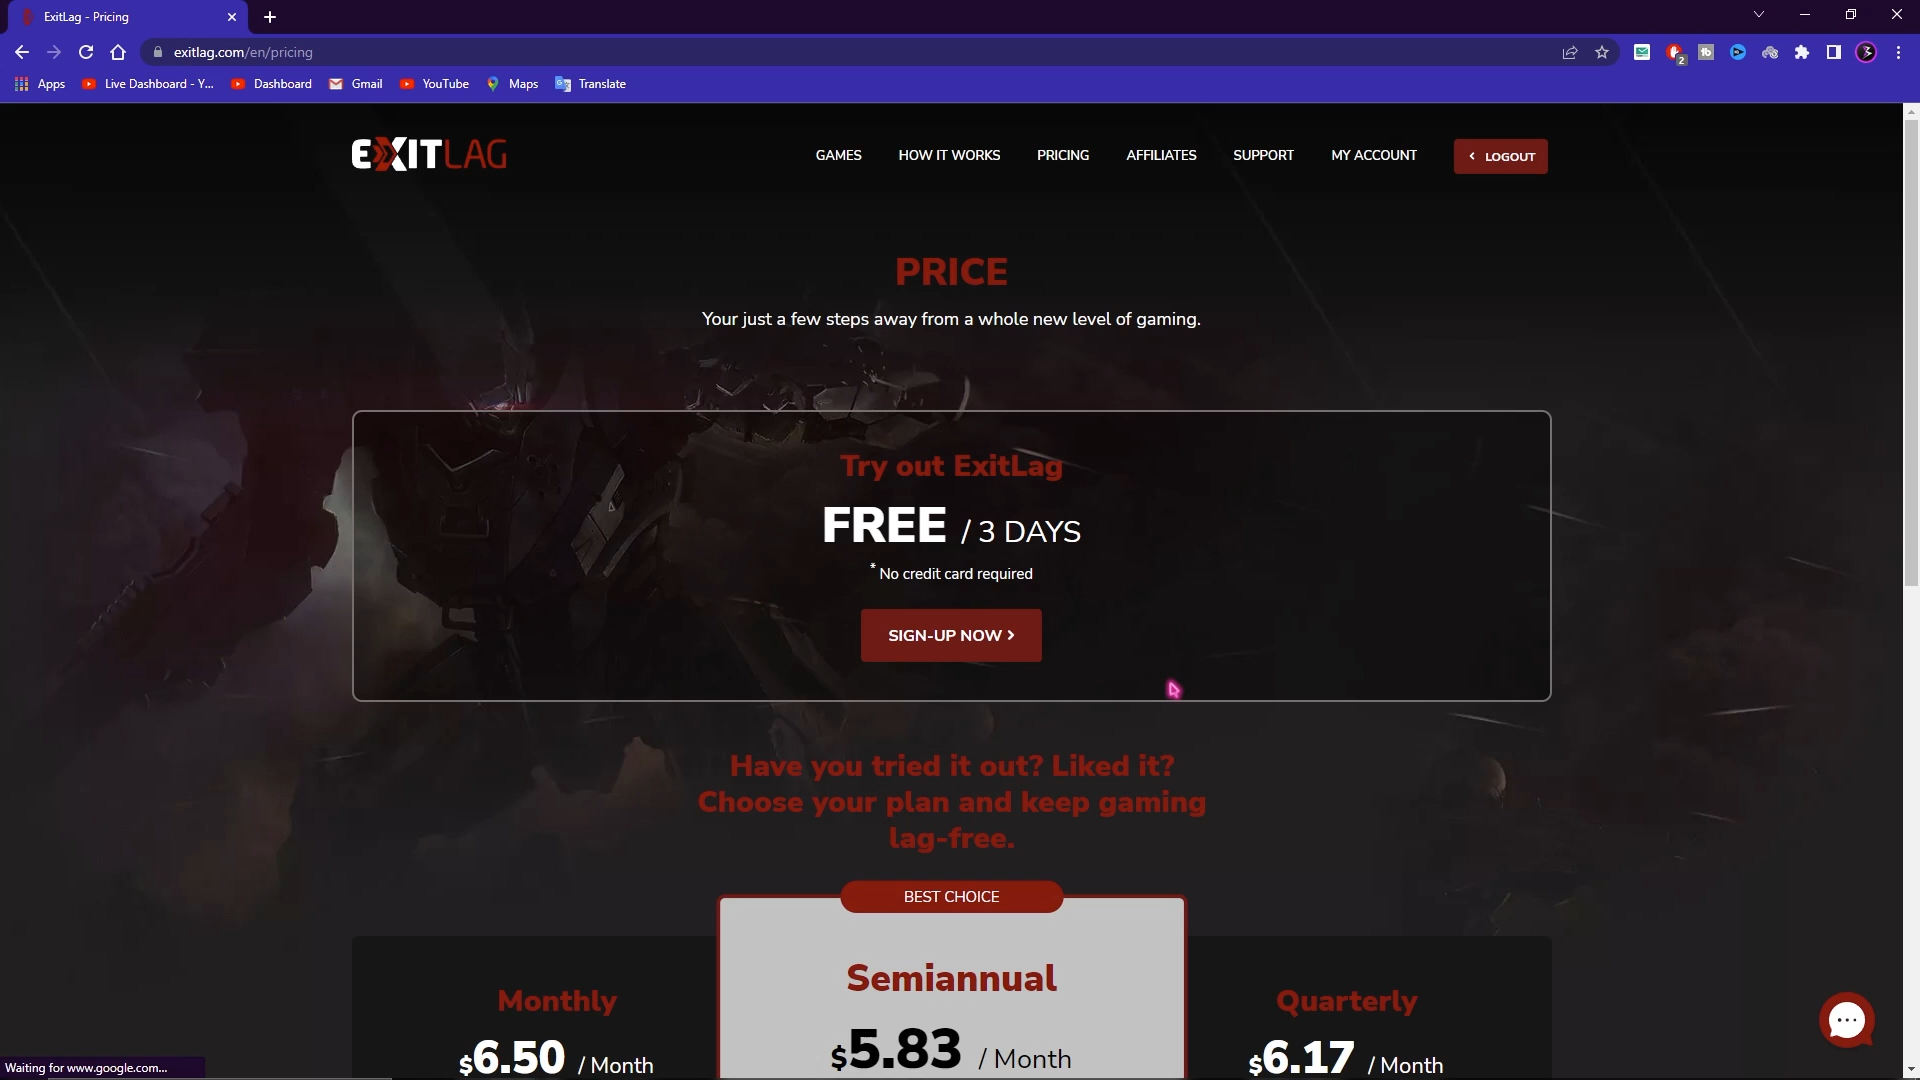 ExitLag - Pricing
exitlag.com/en/pricing
2
Apps
Live Dashboard - Y...
Dashboard
Gmail
YouTube
Maps
Translate
EXITLAG
GAMES
HOW IT WORKS
PRICING
AFFILIATES
SUPPORT
MY ACCOUNT
LOGOUT
PRICE
Your just a few steps away from a whole new level of gaming.
Try out ExitLag
FREE / 3 DAYS
* No credit card required
SIGN-UP NOW
Have you tried it out? Liked it?
Choose your plan and keep gaming
lag-free.
BEST CHOICE
Monthly
$6.50 / Month
Semiannual
$5.83 / Month
Quarterly
$6.17 / Month
Waiting for www.google.com...